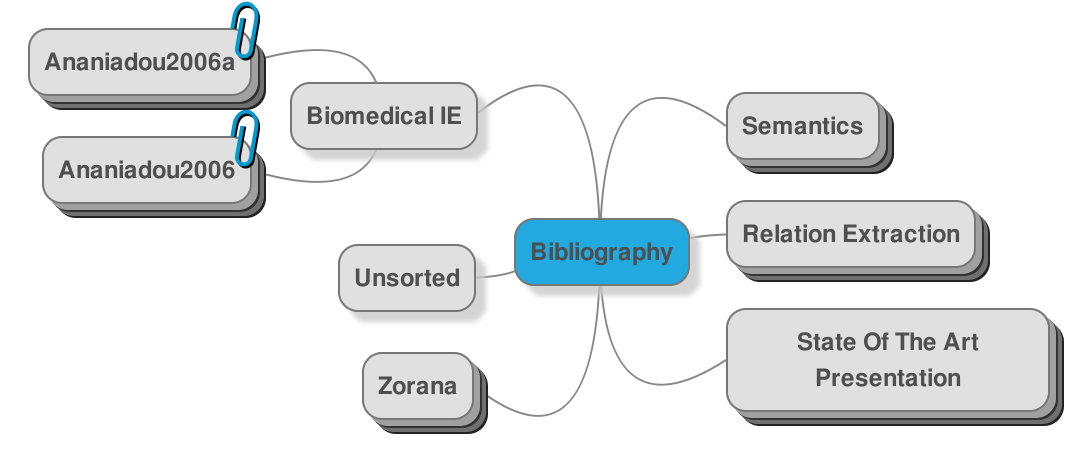 Ananiadou2006a
Biomedical IE
Ananiadou2006
Semantics
Relation Extraction
Bibliography
Unsorted
State Of The Art
Presentation
Zorana